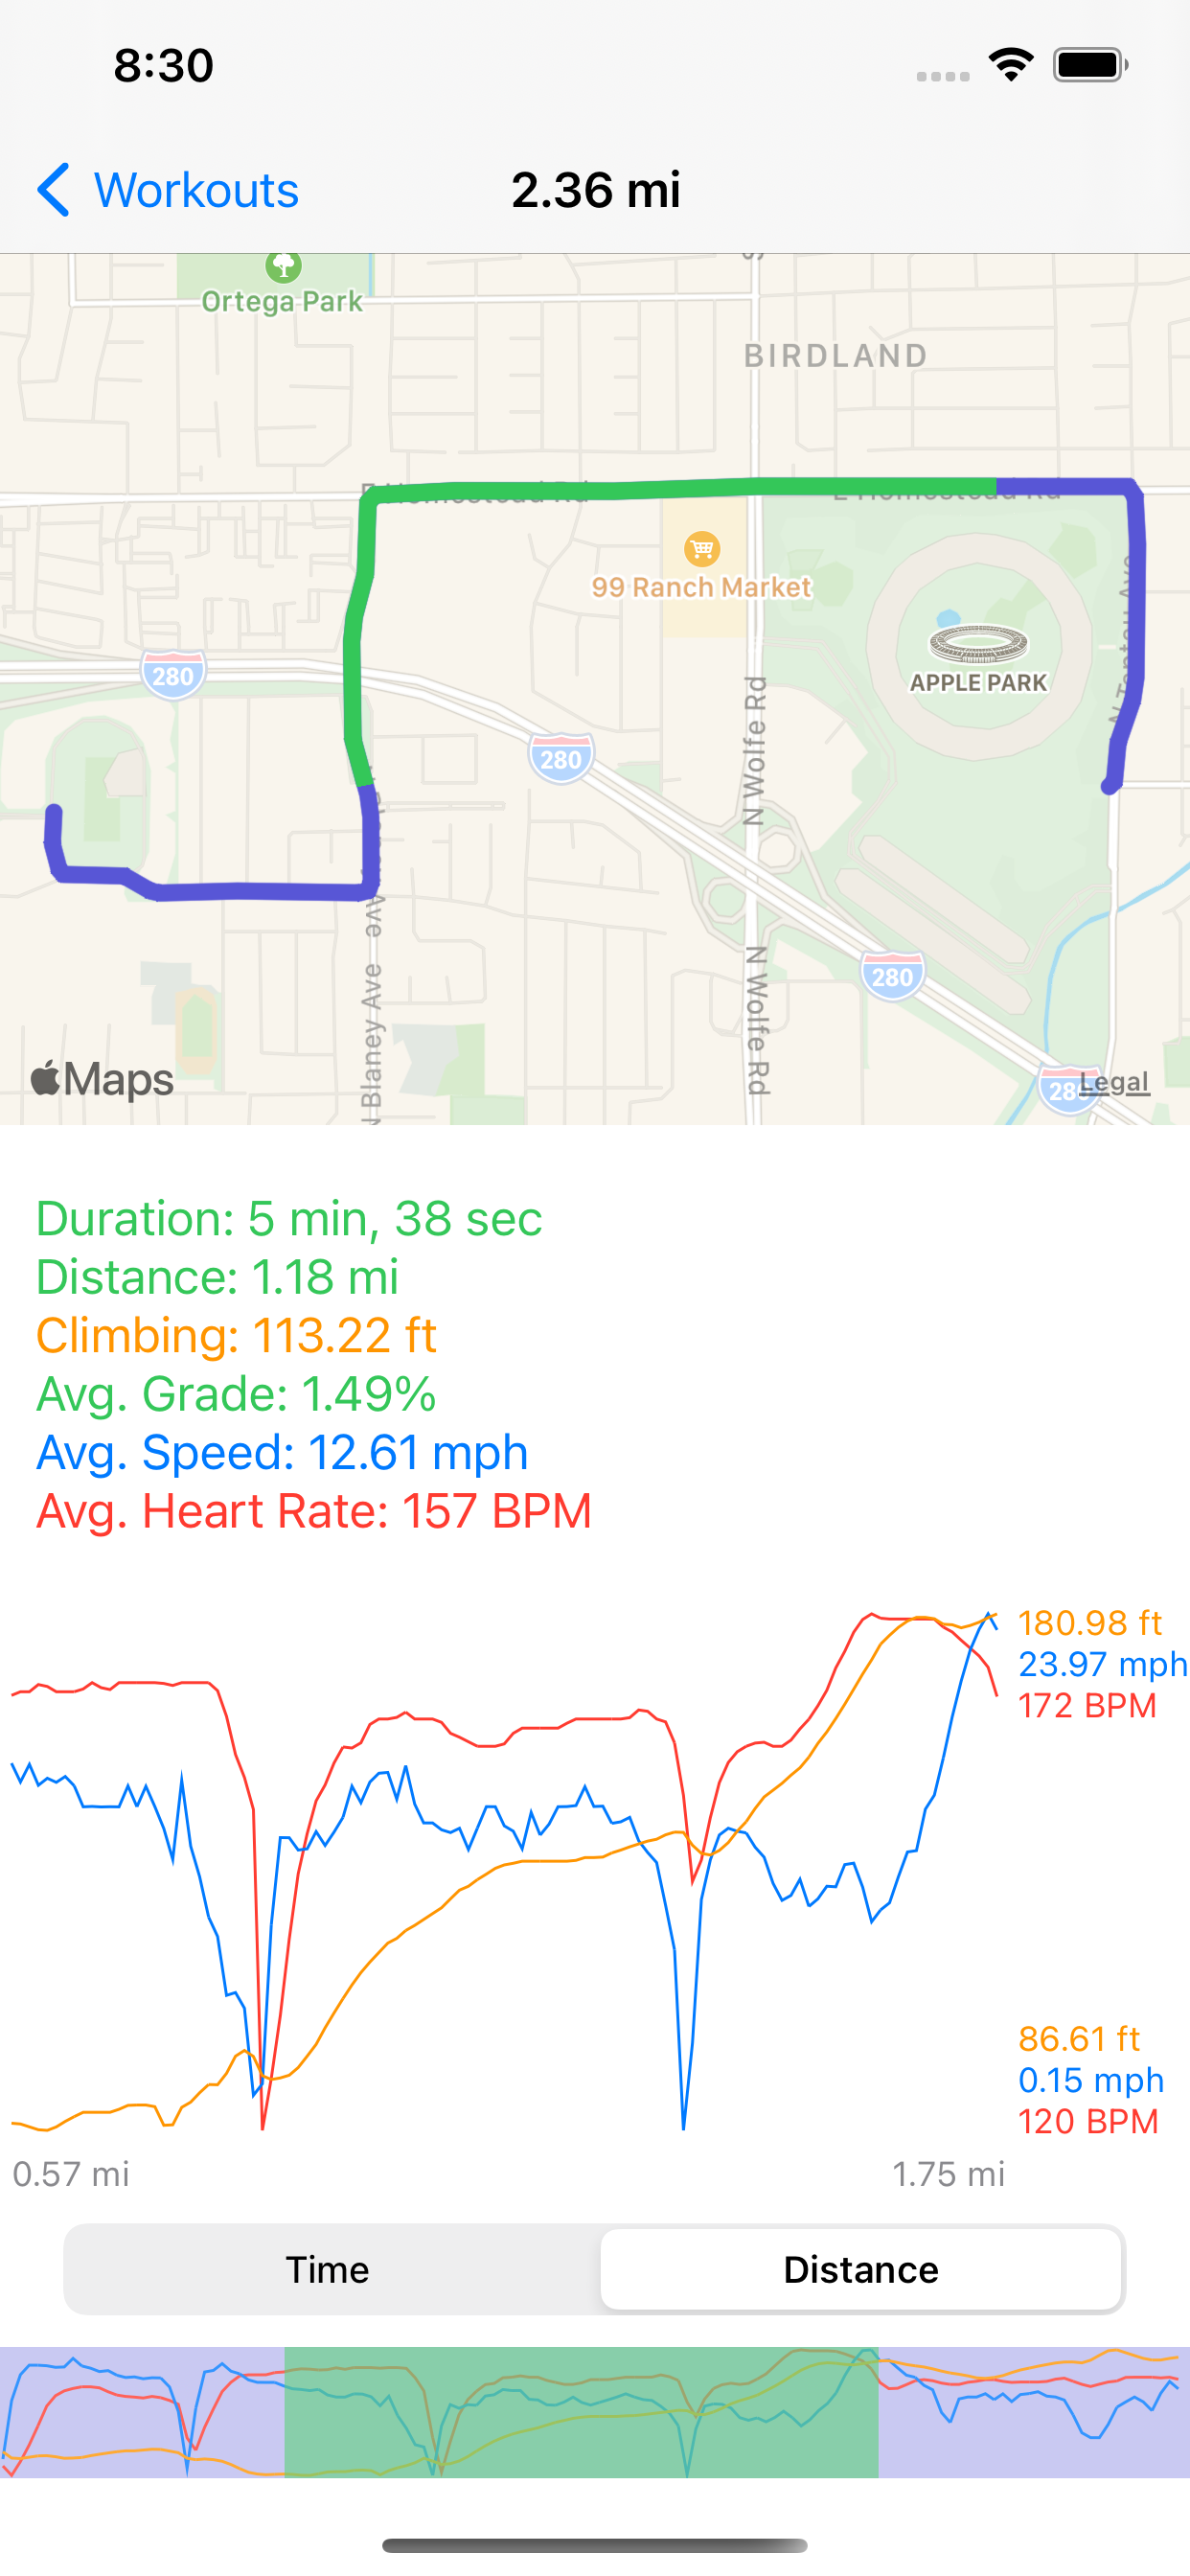 8:30
Workouts
2.36 mi
Ortega Park
BIRDLAND
E Homestead Rd
E Homestead Rd
99 Ranch Market
280
APPLE PARK
N Wolfe Rd
280
N Tantau Ave
280
N Wolfe Rd
N Blaney Ave
Ave
Maps
280
Legal
Duration: 5 min, 38 sec
Distance: 1.18 mi
Climbing: 113.22 ft
Avg. Grade: 1.49%
Avg. Speed: 12.61 mph
Avg. Heart Rate: 157 BPM
180.98 ft
23.97 mph
172 BPM
86.61 ft
0.15 mph
120 BPM
0.57 mi
1.75 mi
Time
Distance